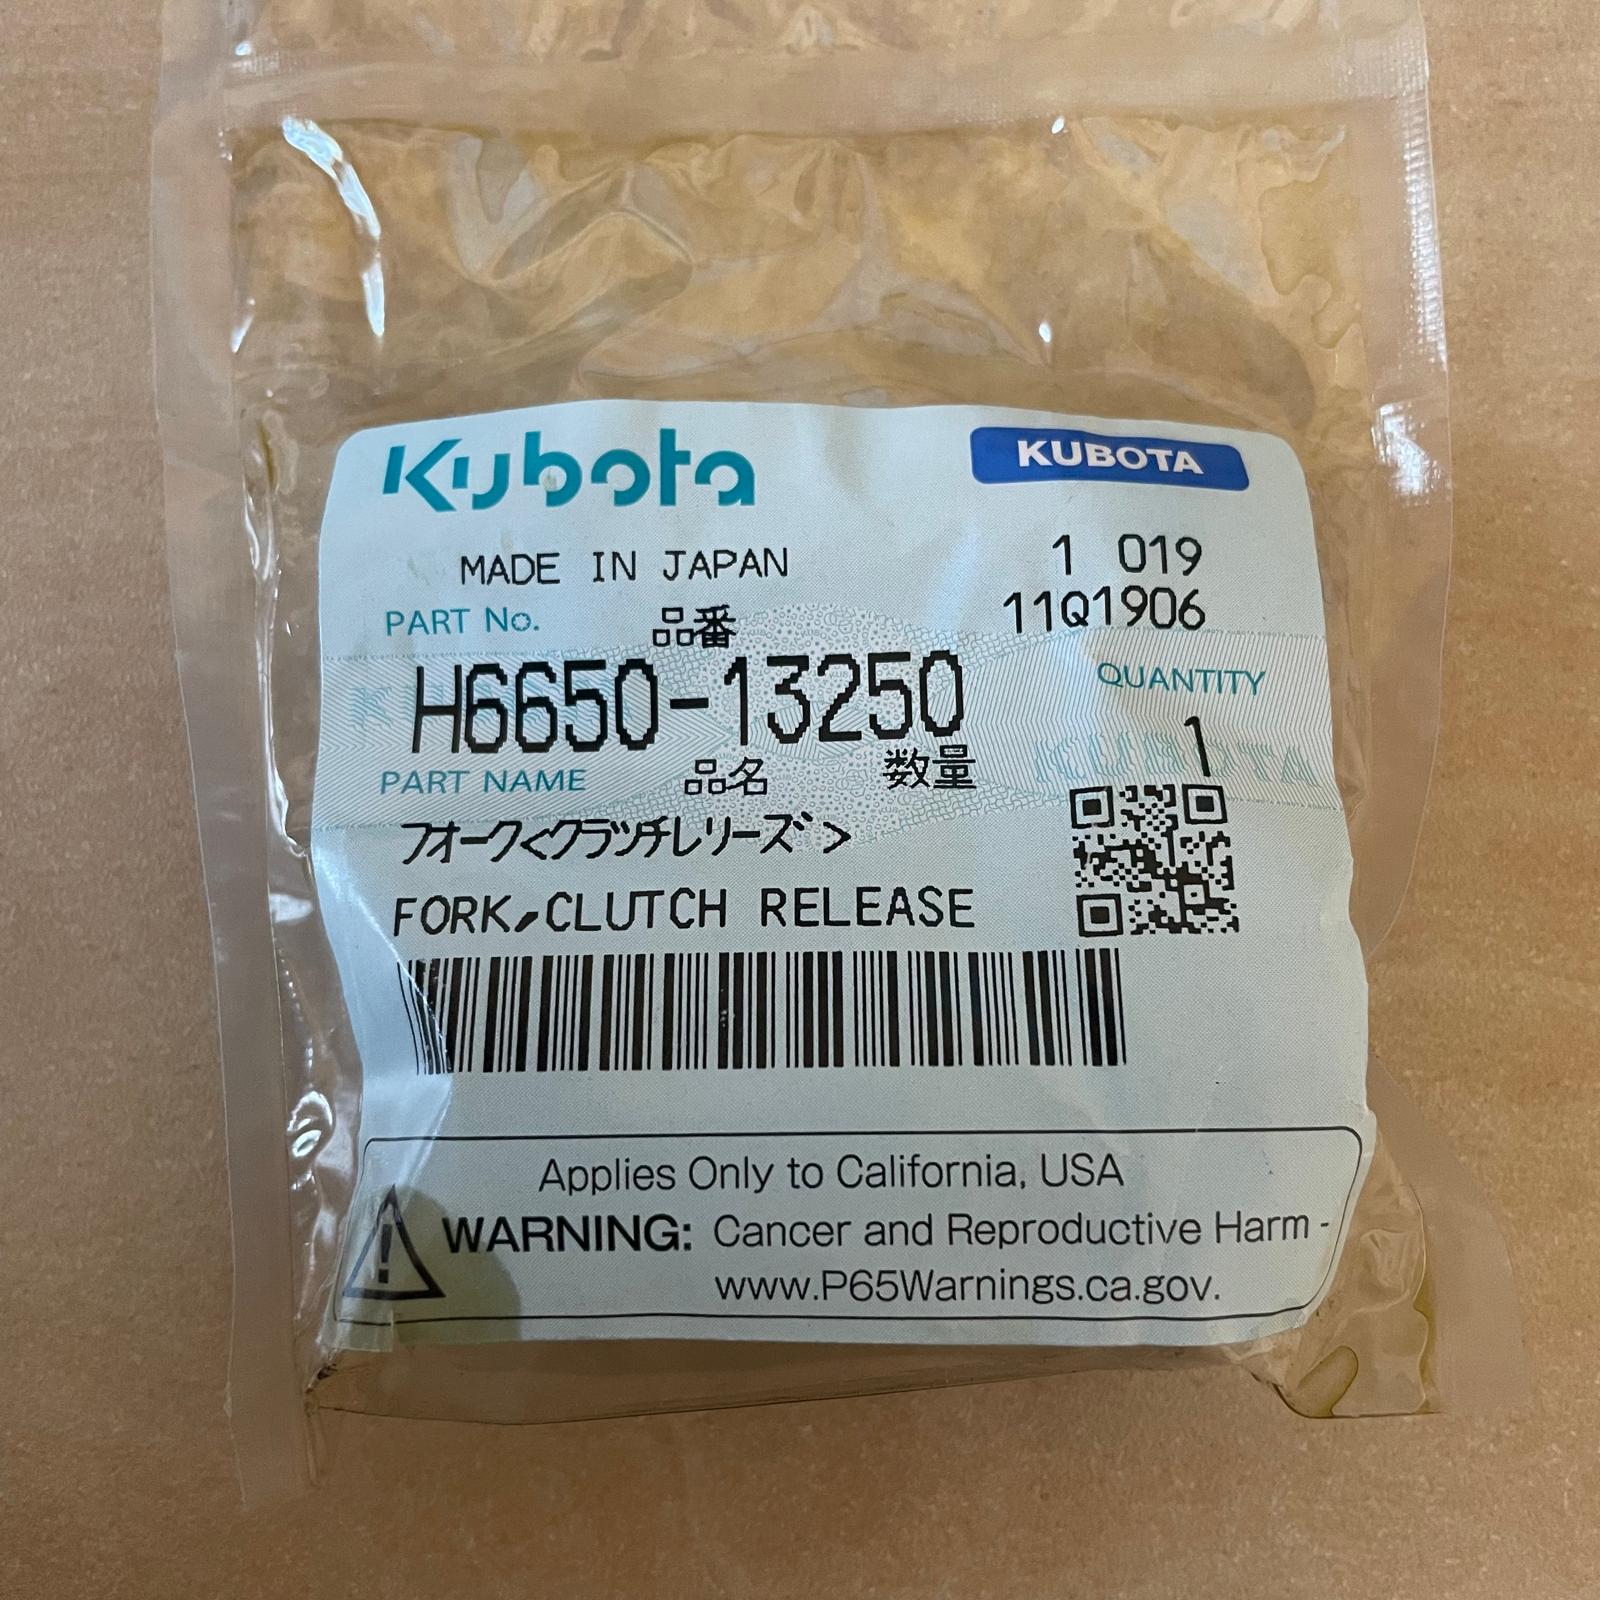 Kubota
KUBOTA
MADE IN JAPAN
1 019
PART No.
品番
11Q1906
H6650-13250
QUANTITY
1
PART NAME
品名
数量
フオーク<クラツチレリーズ>
FORK,CLUTCH RELEASE
Applies Only to California, USA
WARNING: Cancer and Reproductive Harm -
www.P65Warnings.ca.gov.